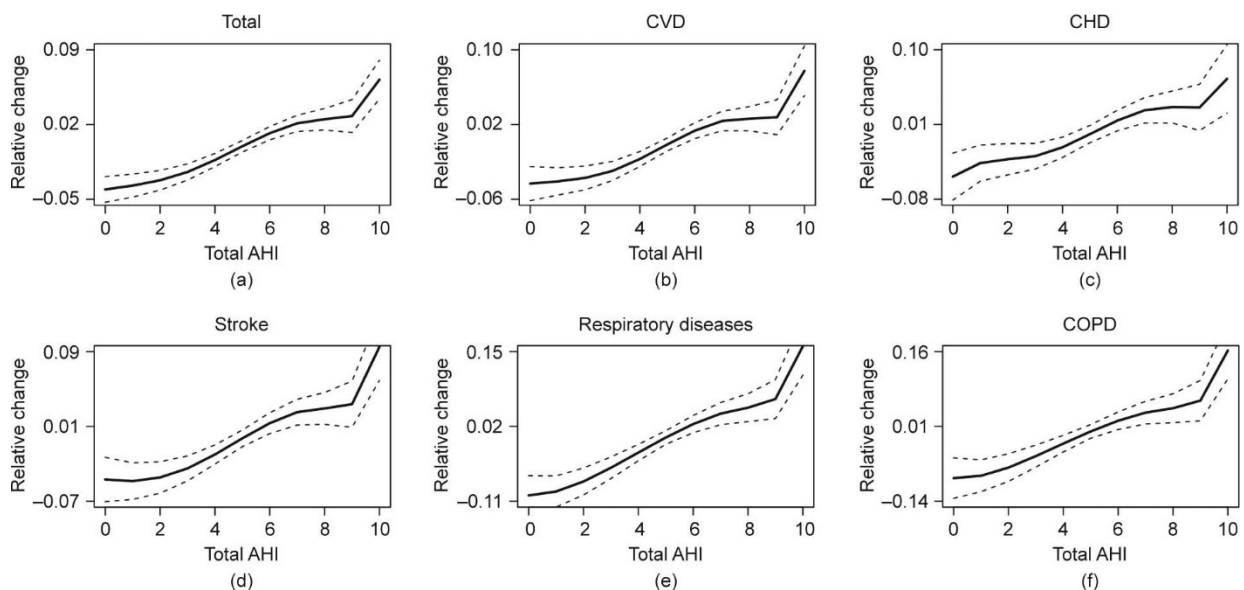 Total
Relative change
0.09
0.02
–0.05
0 2 4 6 8 10
Total AHI
(a)
CVD
Relative change
0.10
0.02
–0.06
0 2 4 6 8 10
Total AHI
(b)
CHD
Relative change
0.10
0.01
–0.08
0 2 4 6 8 10
Total AHI
(c)
Stroke
Relative change
0.09
0.01
–0.07
0 2 4 6 8 10
Total AHI
(d)
Respiratory diseases
Relative change
0.15
0.02
–0.11
0 2 4 6 8 10
Total AHI
(e)
COPD
Relative change
0.16
0.01
–0.14
0 2 4 6 8 10
Total AHI
(f)